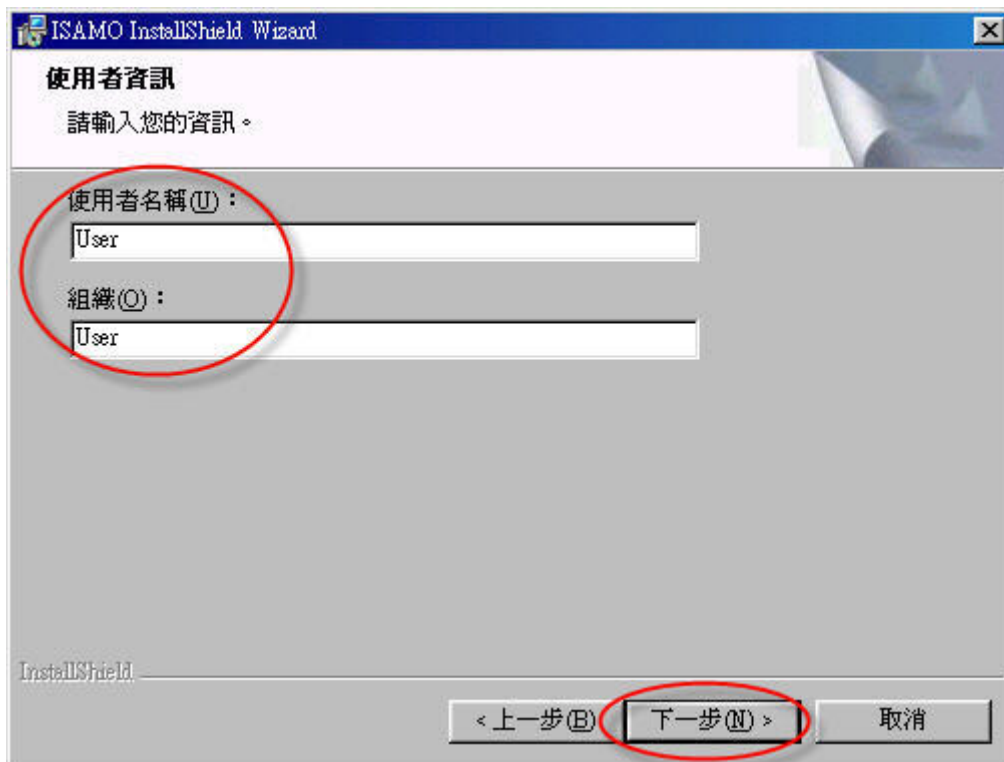 ISAMO InstallShield Wizard
使用者資訊
請輸入您的資訊。
使用者名稱(U)：
User
組織(O)：
User
InstallShield
<上一步(B) 下一步(N) > 取消